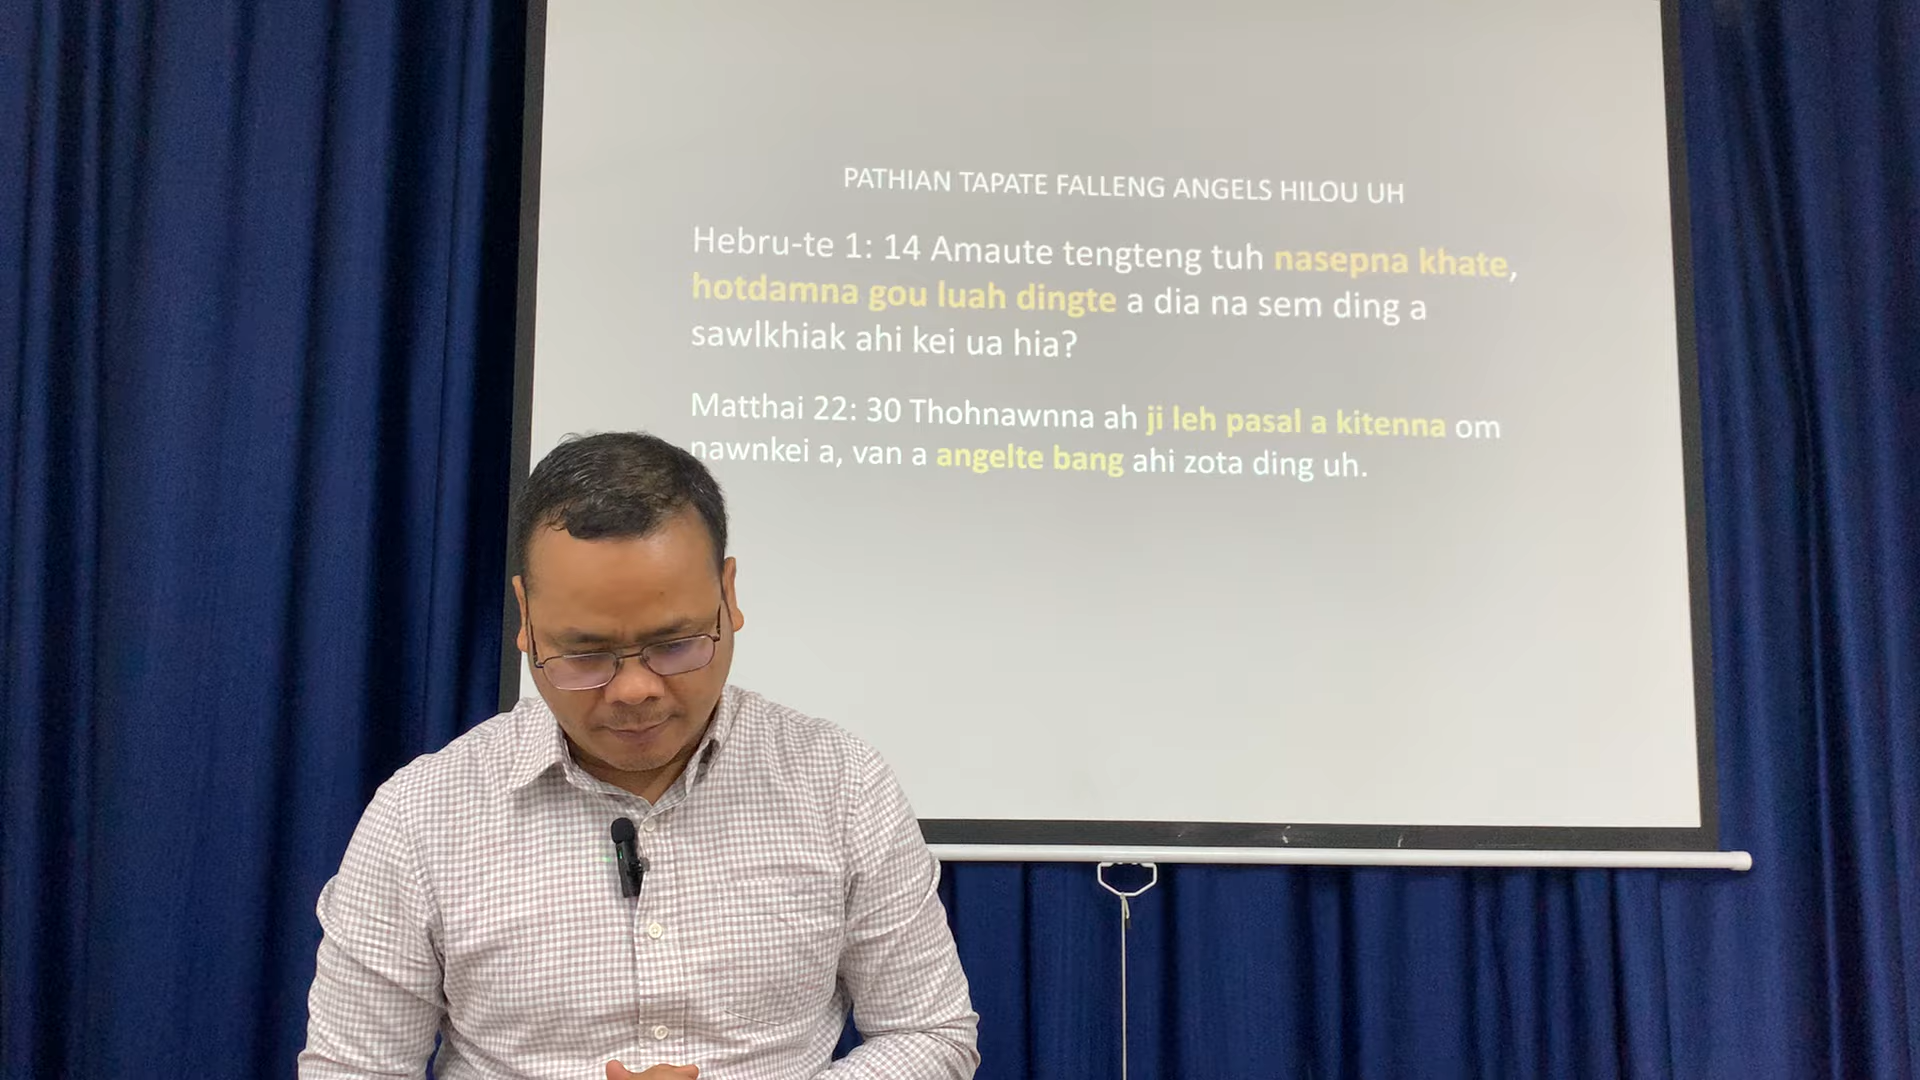 PATHIAN TAPATE FALLENG ANGELS HILOU UH
Hebru-te 1: 14 Amaute tengteng tuh nasepna khate,
hotdamna gou luah dingte a dia na sem ding a
sawlkhiak ahi kei ua hia?
Matthai 22: 30 Thohnawnna ah ji leh pasal a kitenna om
nawnkei a, van a angelte bang ahi zota ding uh.